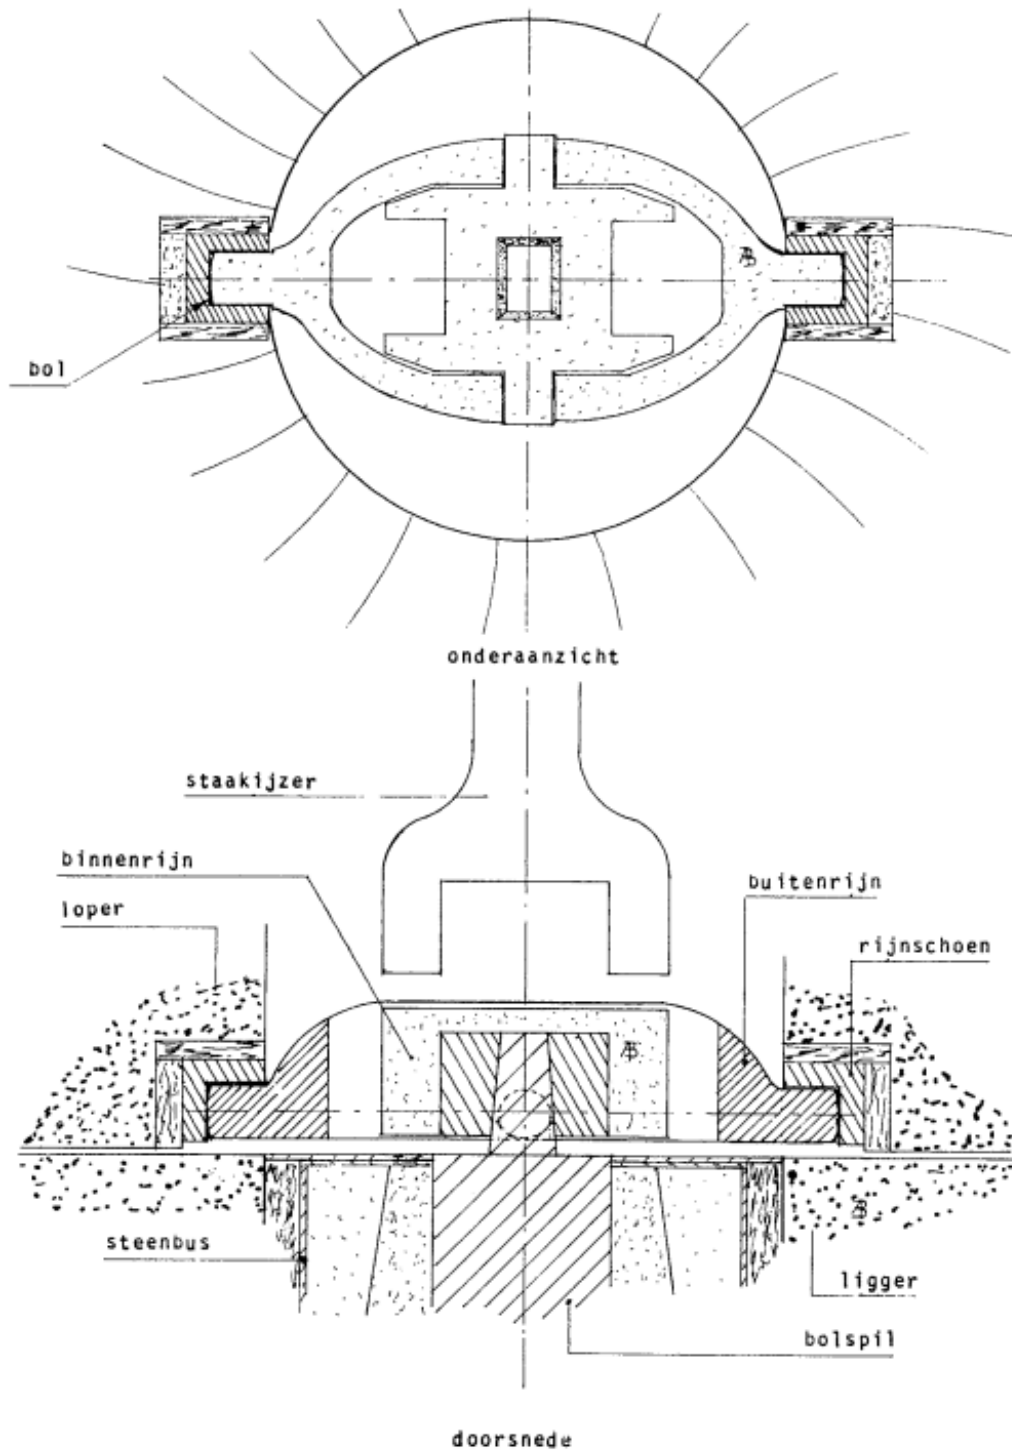 bol
onderaanzicht
staakijzer
binnenrijn
buitenrijn
loper
rijnschoen
steenbus
ligger
bolspil
doorsnede